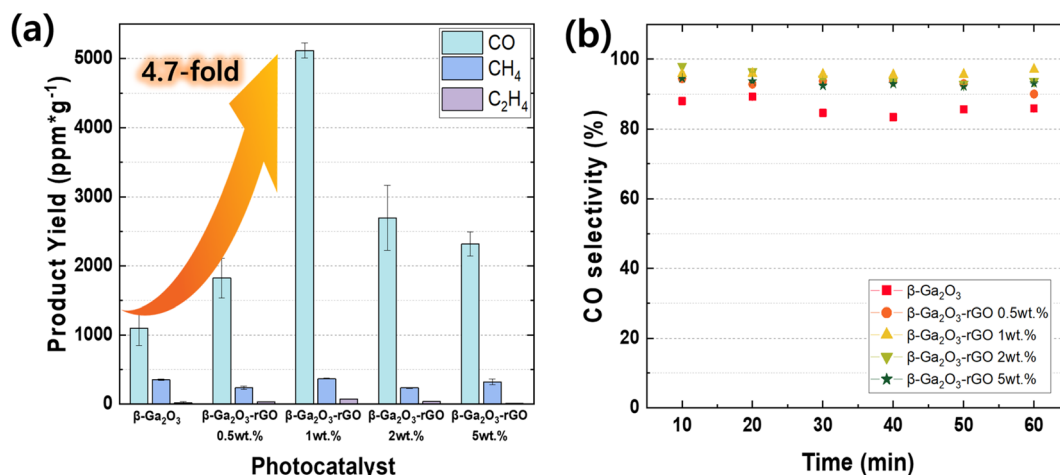 (a)
4.7-fold
CO
CH₄
C₂H₄
Product Yield (ppm*g⁻¹)
5000
4000
3000
2000
1000
0
β-Ga₂O₃
β-Ga₂O₃-rGO
0.5wt.%
β-Ga₂O₃-rGO
1wt.%
β-Ga₂O₃-rGO
2wt.%
β-Ga₂O₃-rGO
5wt.%
Photocatalyst
(b)
CO selectivity (%)
100
80
60
40
20
0
β-Ga₂O₃
β-Ga₂O₃-rGO 0.5wt.%
β-Ga₂O₃-rGO 1wt.%
β-Ga₂O₃-rGO 2wt.%
β-Ga₂O₃-rGO 5wt.%
10 20 30 40 50 60
Time (min)